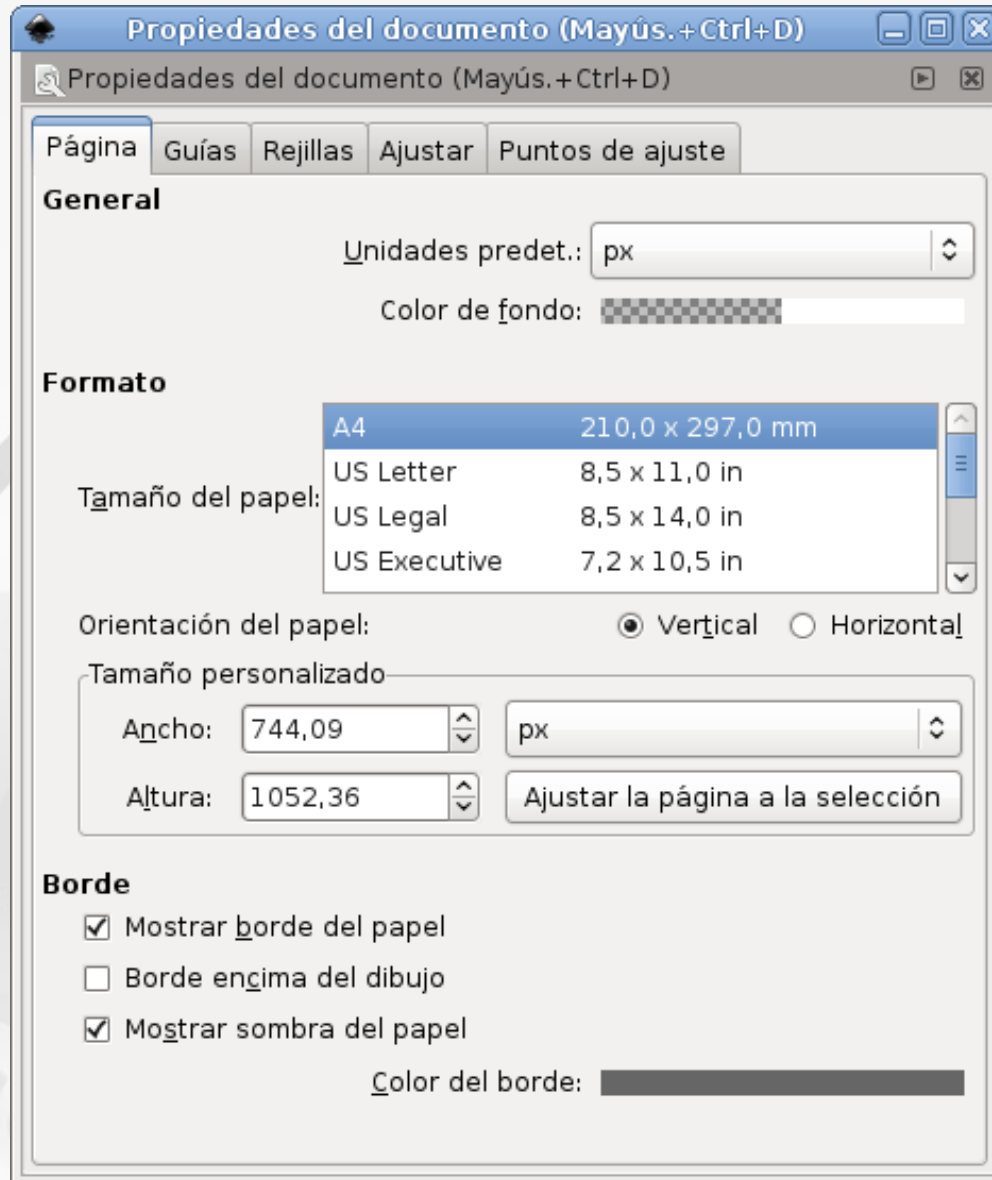 Propiedades del documento (Mayús.+Ctrl+D)
Propiedades del documento (Mayús.+Ctrl+D)
Página Guías Rejillas Ajustar Puntos de ajuste
General
Unidades predet.: px
Color de fondo:
Formato
Tamaño del papel:
A4 210,0 x 297,0 mm
US Letter 8,5 x 11,0 in
US Legal 8,5 x 14,0 in
US Executive 7,2 x 10,5 in
Orientación del papel: Vertical Horizontal
Tamaño personalizado
Ancho: 744,09 px
Altura: 1052,36 Ajustar la página a la selección
Borde
Mostrar borde del papel
Borde encima del dibujo
Mostrar sombra del papel
Color del borde: